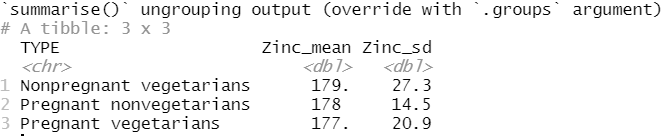 `summarise()` ungrouping output (override with `.groups` argument)
# A tibble: 3 x 3
  TYPE                    Zinc_mean Zinc_sd
  <chr>                       <dbl>   <dbl>
1 Nonpregnant vegetarians      179.    27.3
2 Pregnant nonvegetarians      178     14.5
3 Pregnant vegetarians         177.    20.9